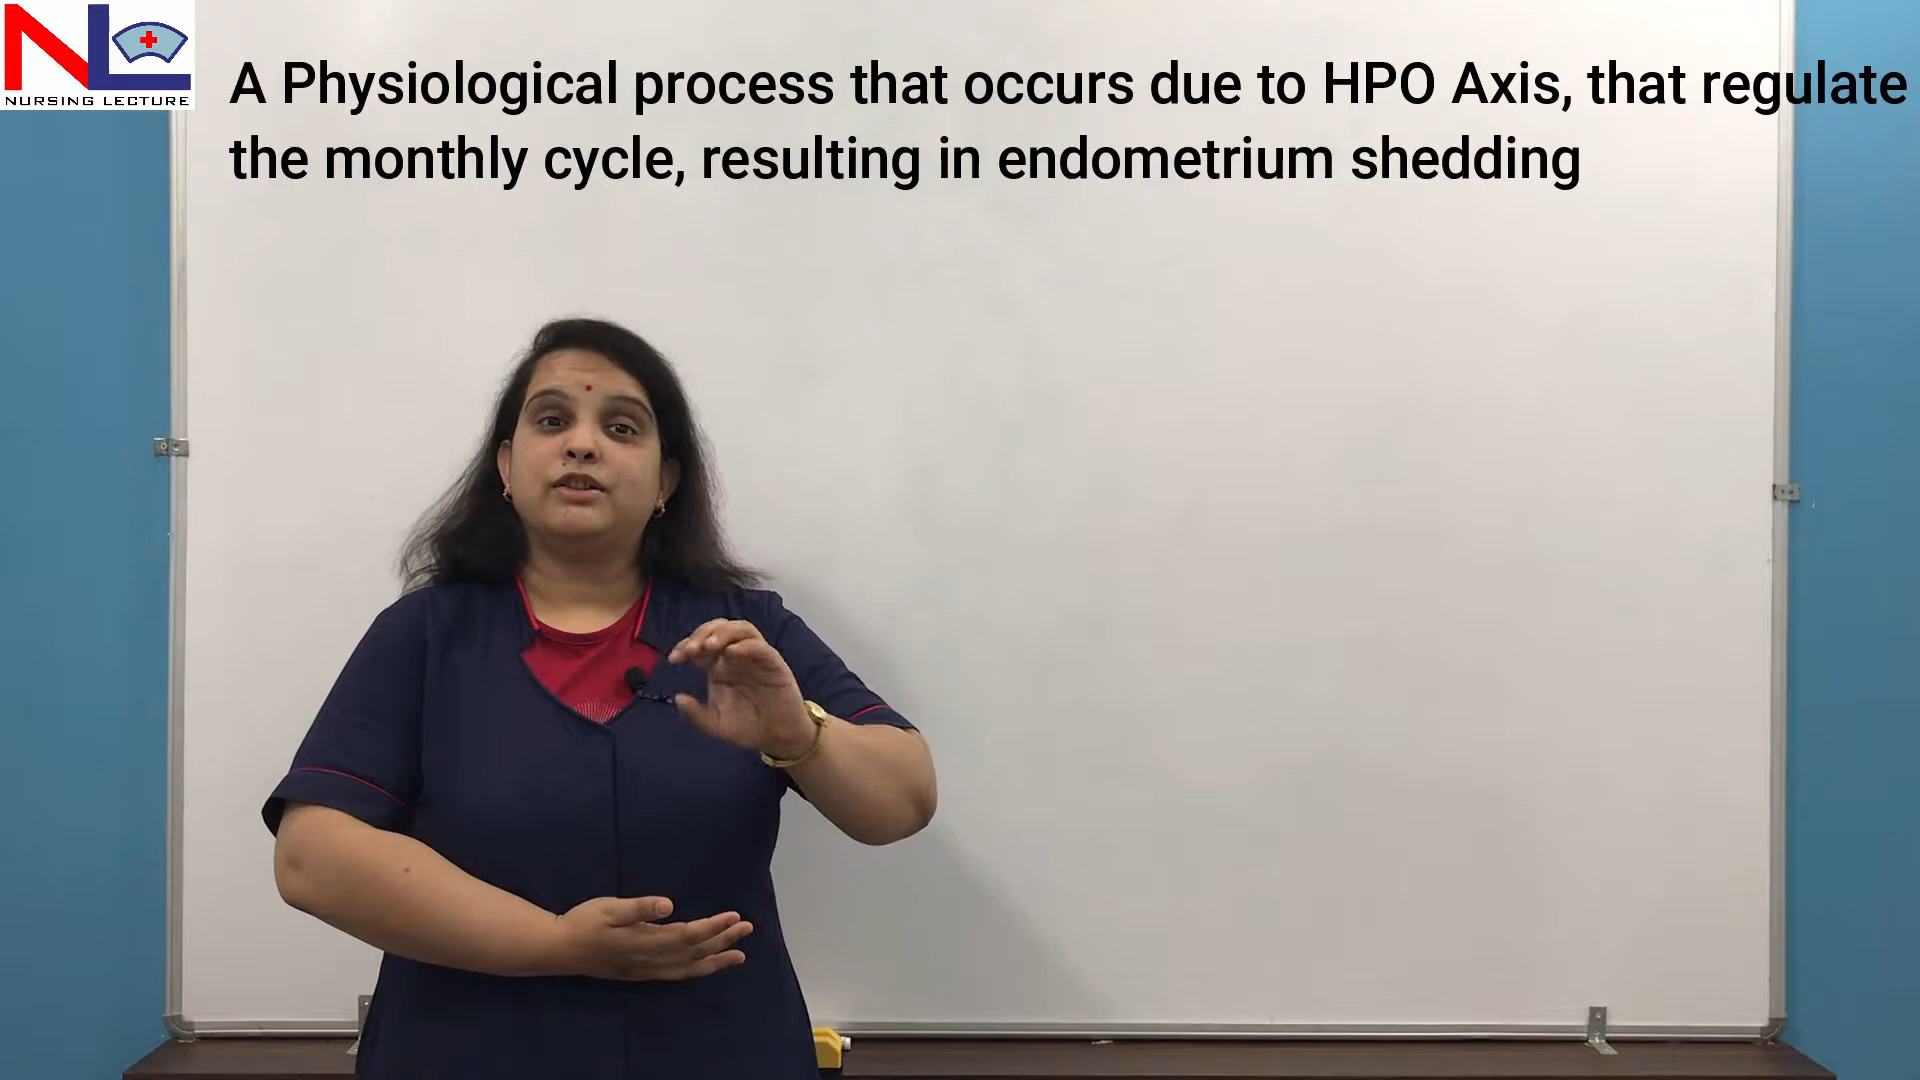 NL
NURSING LECTURE
A Physiological process that occurs due to HPO Axis, that regulate
the monthly cycle, resulting in endometrium shedding